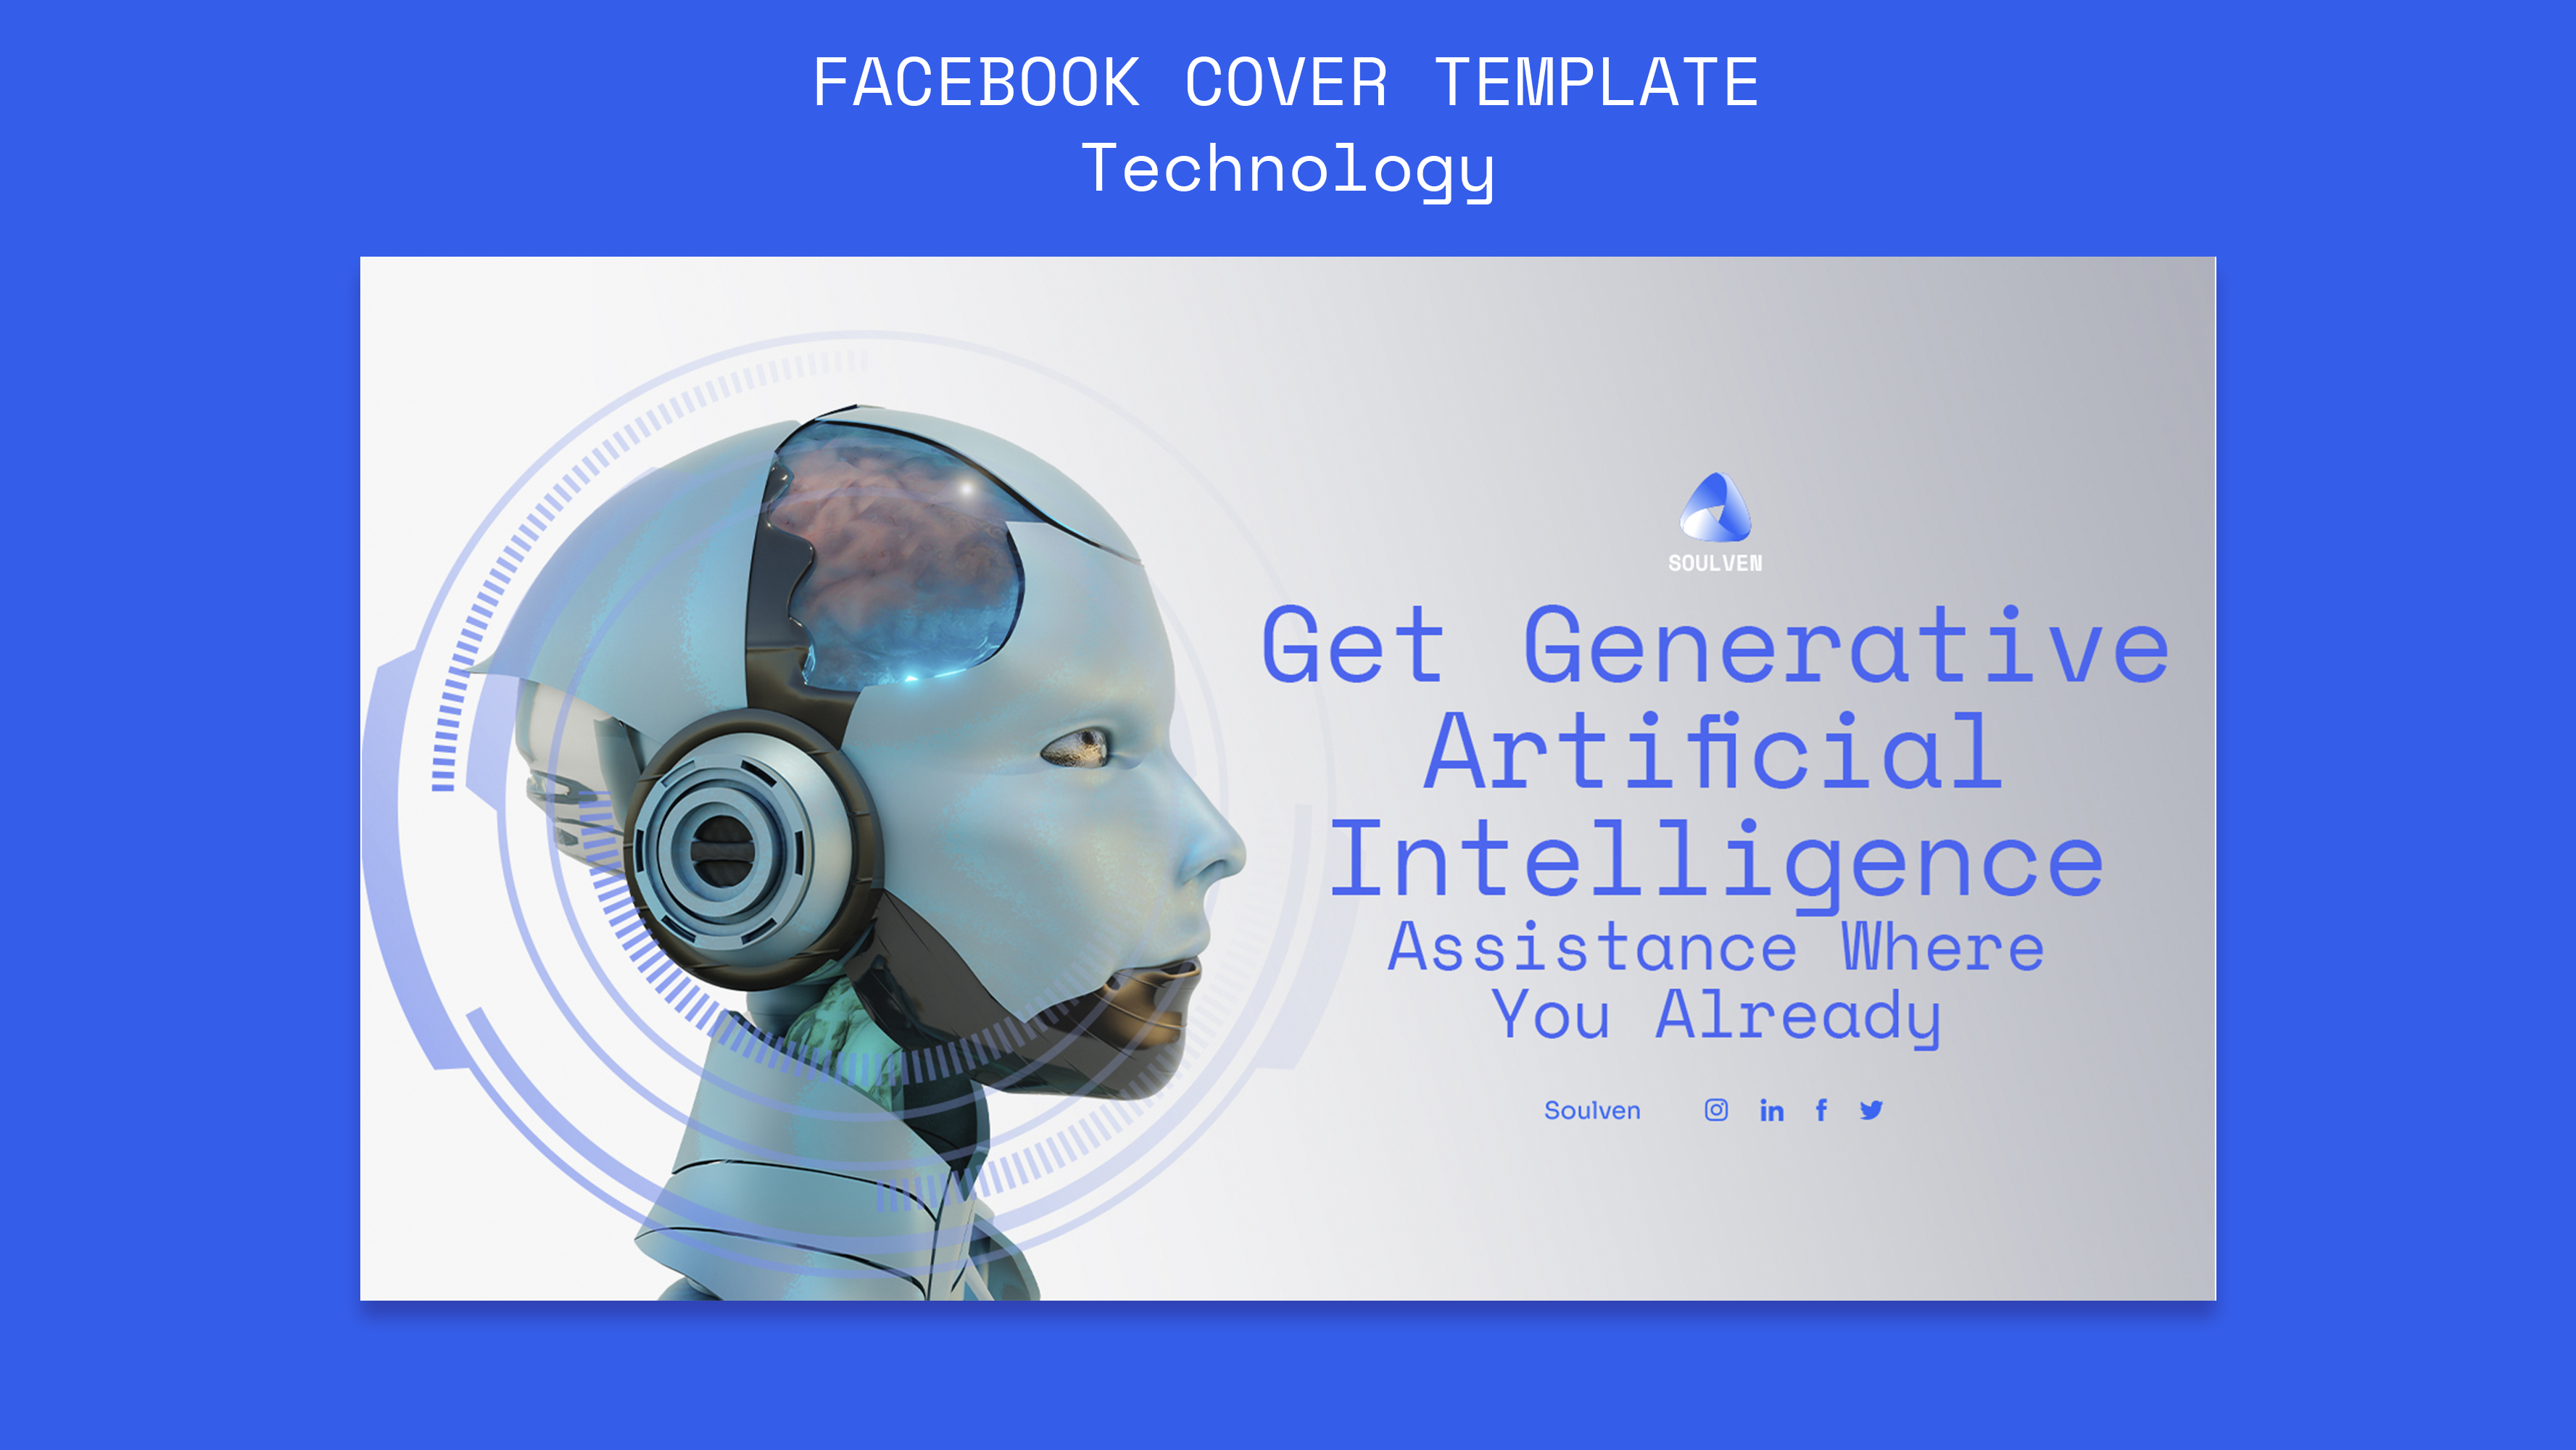 FACEBOOK COVER TEMPLATE
Technology
SOULVEN
Get Generative
Artificial
Intelligence
Assistance Where
You Already
Soulven